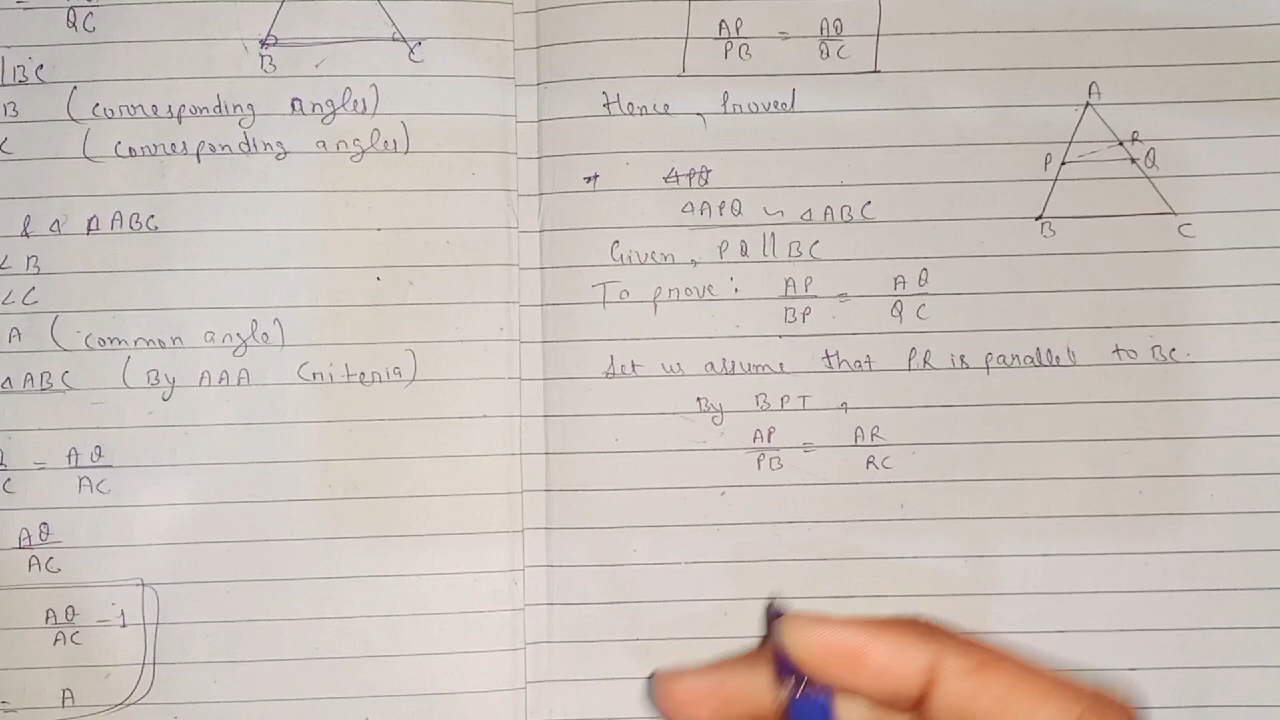 QC
B
C
||BC
B (corresponding angles)
C (corresponding angles)
& △ △ABC
∠B
∠C
A (common angle)
△ABC (By AAA Criteria)
= AQ
C AC
AQ
AC
AQ/AC - 1
= A
AP/PB = AQ/QC
Hence, Proved
△PQ
△APQ ~ △ABC
Given, PQ || BC
To prove: AP/BP = AQ/QC
Let us assume that PR is parallel to BC.
By BPT,
AP/PB = AR/RC
A
R
P Q
B C